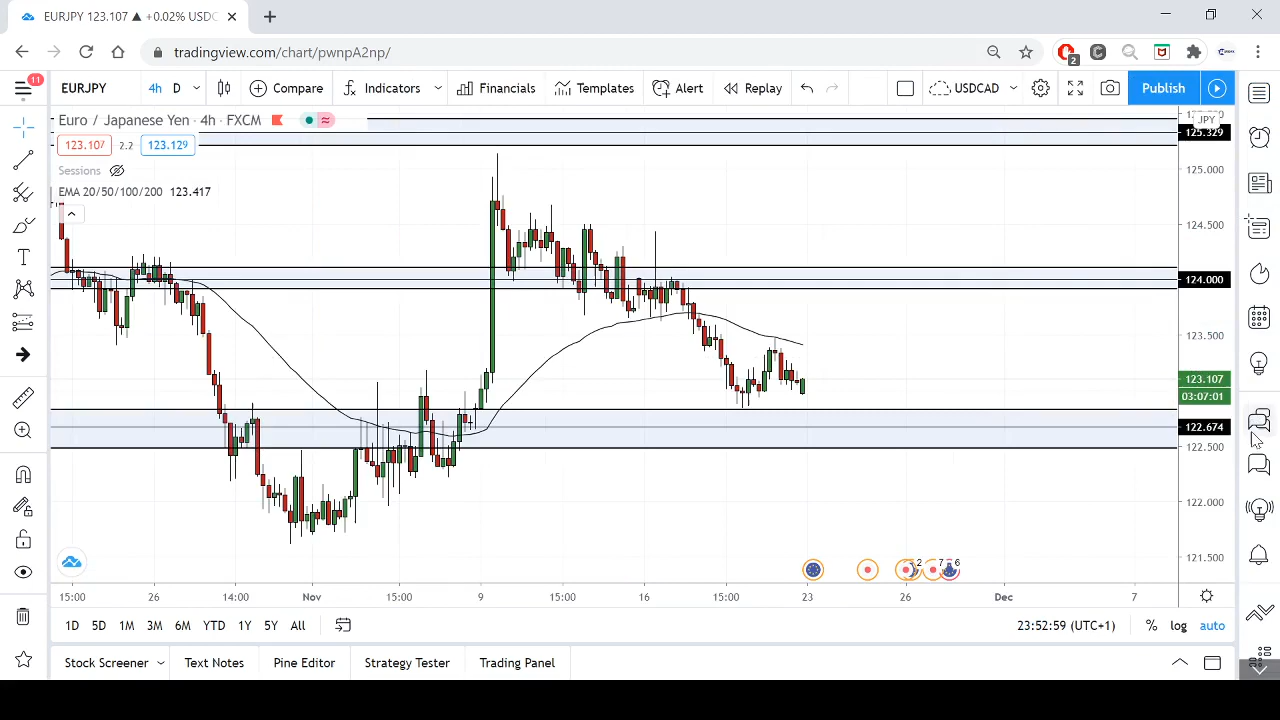 EURJPY 123.107 ▲ +0.02% USDC
tradingview.com/chart/pwnpA2np/
2
11
EURJPY 4h D Compare Indicators Financials Templates Alert Replay USDCAD Publish
Euro / Japanese Yen · 4h · FXCM
JPY
125.329
123.107 2.2 123.129
Sessions
125.000
EMA 20/50/100/200 123.417
124.500
124.000
123.500
123.107
03:07:01
122.674
122.500
122.000
121.500
2 7 6
15:00 26 14:00 Nov 15:00 9 15:00 16 15:00 23 26 Dec 7
1D 5D 1M 3M 6M YTD 1Y 5Y All 23:52:59 (UTC+1) % log auto
Stock Screener Text Notes Pine Editor Strategy Tester Trading Panel